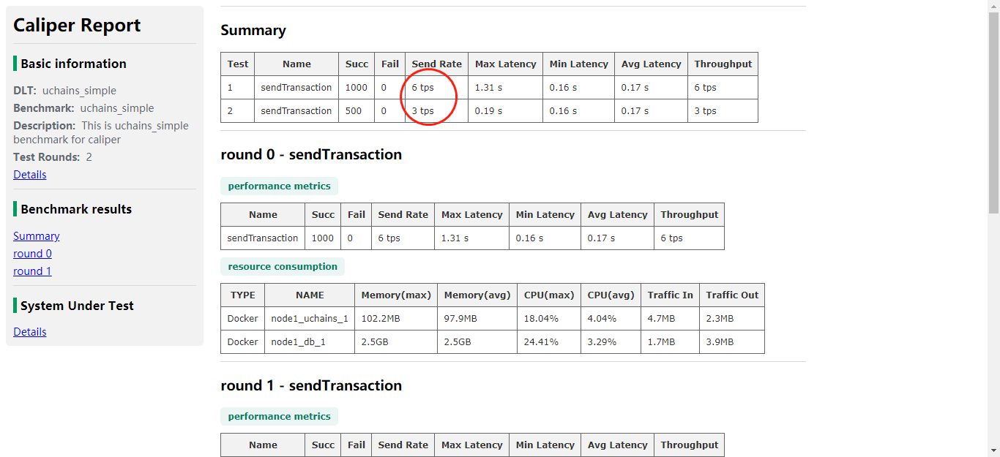 Caliper Report
Basic information
DLT: uchains_simple
Benchmark: uchains_simple
Description: This is uchains_simple
benchmark for caliper
Test Rounds: 2
Details
Benchmark results
Summary
round 0
round 1
System Under Test
Details
Summary
Test Name Succ Fail Send Rate Max Latency Min Latency Avg Latency Throughput
1 sendTransaction 1000 0 6 tps 1.31 s 0.16 s 0.17 s 6 tps
2 sendTransaction 500 0 3 tps 0.19 s 0.16 s 0.17 s 3 tps
round 0 - sendTransaction
performance metrics
Name Succ Fail Send Rate Max Latency Min Latency Avg Latency Throughput
sendTransaction 1000 0 6 tps 1.31 s 0.16 s 0.17 s 6 tps
resource consumption
TYPE NAME Memory(max) Memory(avg) CPU(max) CPU(avg) Traffic In Traffic Out
Docker node1_uchains_1 102.2MB 97.9MB 18.04% 4.04% 4.7MB 2.3MB
Docker node1_db_1 2.5GB 2.5GB 24.41% 3.29% 1.7MB 3.9MB
round 1 - sendTransaction
performance metrics
Name Succ Fail Send Rate Max Latency Min Latency Avg Latency Throughput